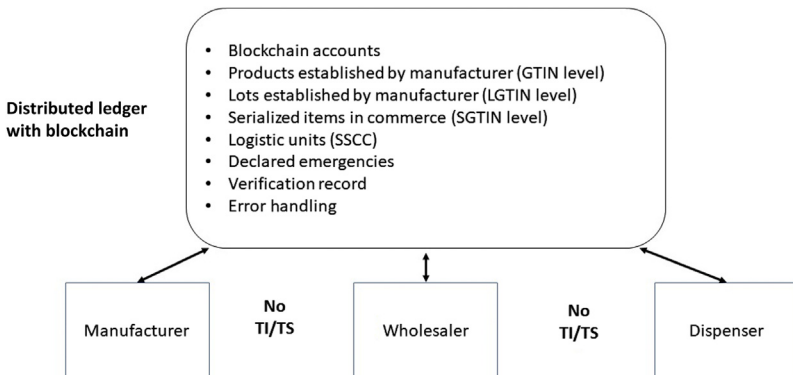 Distributed ledger
with blockchain
• Blockchain accounts
• Products established by manufacturer (GTIN level)
• Lots established by manufacturer (LGTIN level)
• Serialized items in commerce (SGTIN level)
• Logistic units (SSCC)
• Declared emergencies
• Verification record
• Error handling
Manufacturer
No
TI/TS
Wholesaler
No
TI/TS
Dispenser